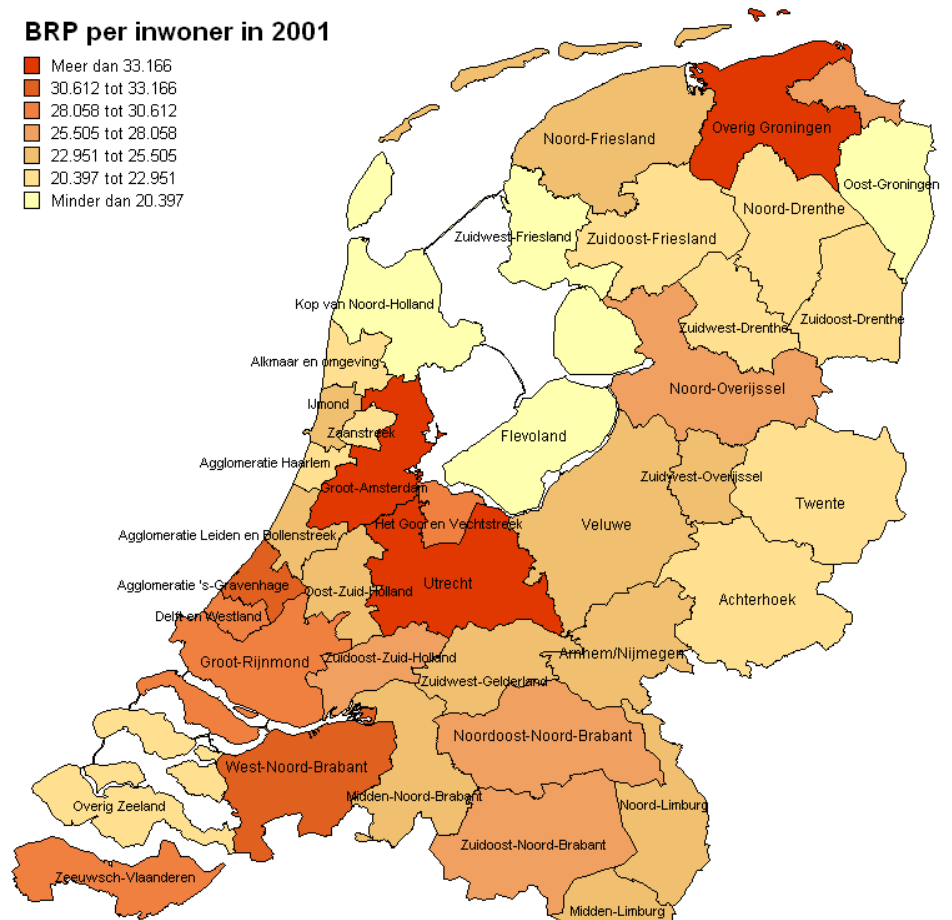 BRP per inwoner in 2001
Meer dan 33.166
30.612 tot 33.166
28.058 tot 30.612
25.505 tot 28.058
22.951 tot 25.505
20.397 tot 22.951
Minder dan 20.397
Overig Groningen
Noord-Friesland
Oost-Groningen
Noord-Drenthe
Zuidwest-Friesland
Zuidoost-Friesland
Kop van Noord-Holland
Zuidwest-Drenthe
Zuidoost-Drenthe
Alkmaar en omgeving
Noord-Overijssel
IJmond
Zaanstreek
Flevoland
Agglomeratie Haarlem
Zuidwest-Overijssel
Groot-Amsterdam
Twente
Het Gooi en Vechtstreek
Veluwe
Agglomeratie Leiden en Bollenstreek
Agglomeratie 's-Gravenhage
Utrecht
Oost-Zuid-Holland
Achterhoek
Delft en Westland
Groot-Rijnmond
Zuidoost-Zuid-Holland
Arnhem/Nijmegen
Zuidwest-Gelderland
Noordoost-Noord-Brabant
West-Noord-Brabant
Midden-Noord-Brabant
Overig Zeeland
Noord-Limburg
Zuidoost-Noord-Brabant
Zeeuwsch-Vlaanderen
Midden-Limburg